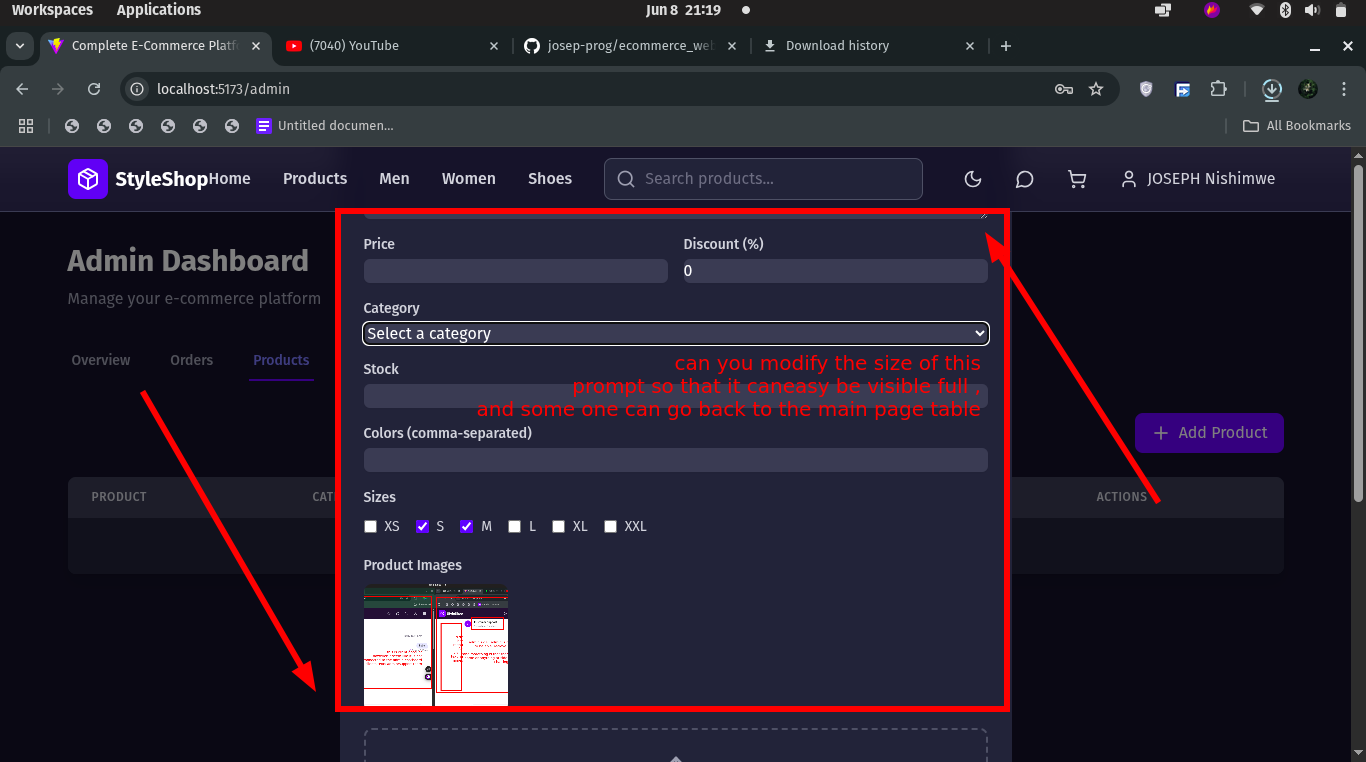 Workspaces Applications Jun 8 21:19
Complete E-Commerce Platf
(7040) YouTube
josep-prog/ecommerce_web
Download history
localhost:5173/admin
Untitled documen...
All Bookmarks
StyleShop
Home
Products
Men
Women
Shoes
Search products...
JOSEPH Nishimwe
Admin Dashboard
Manage your e-commerce platform
Overview
Orders
Products
Add Product
PRODUCT
CAT
ACTIONS
Price
Discount (%)
0
Category
Select a category
can you modify the size of this
prompt so that it caneasy be visible full ,
and some one can go back to the main page table
Stock
Colors (comma-separated)
Sizes
XS S M L XL XXL
Product Images